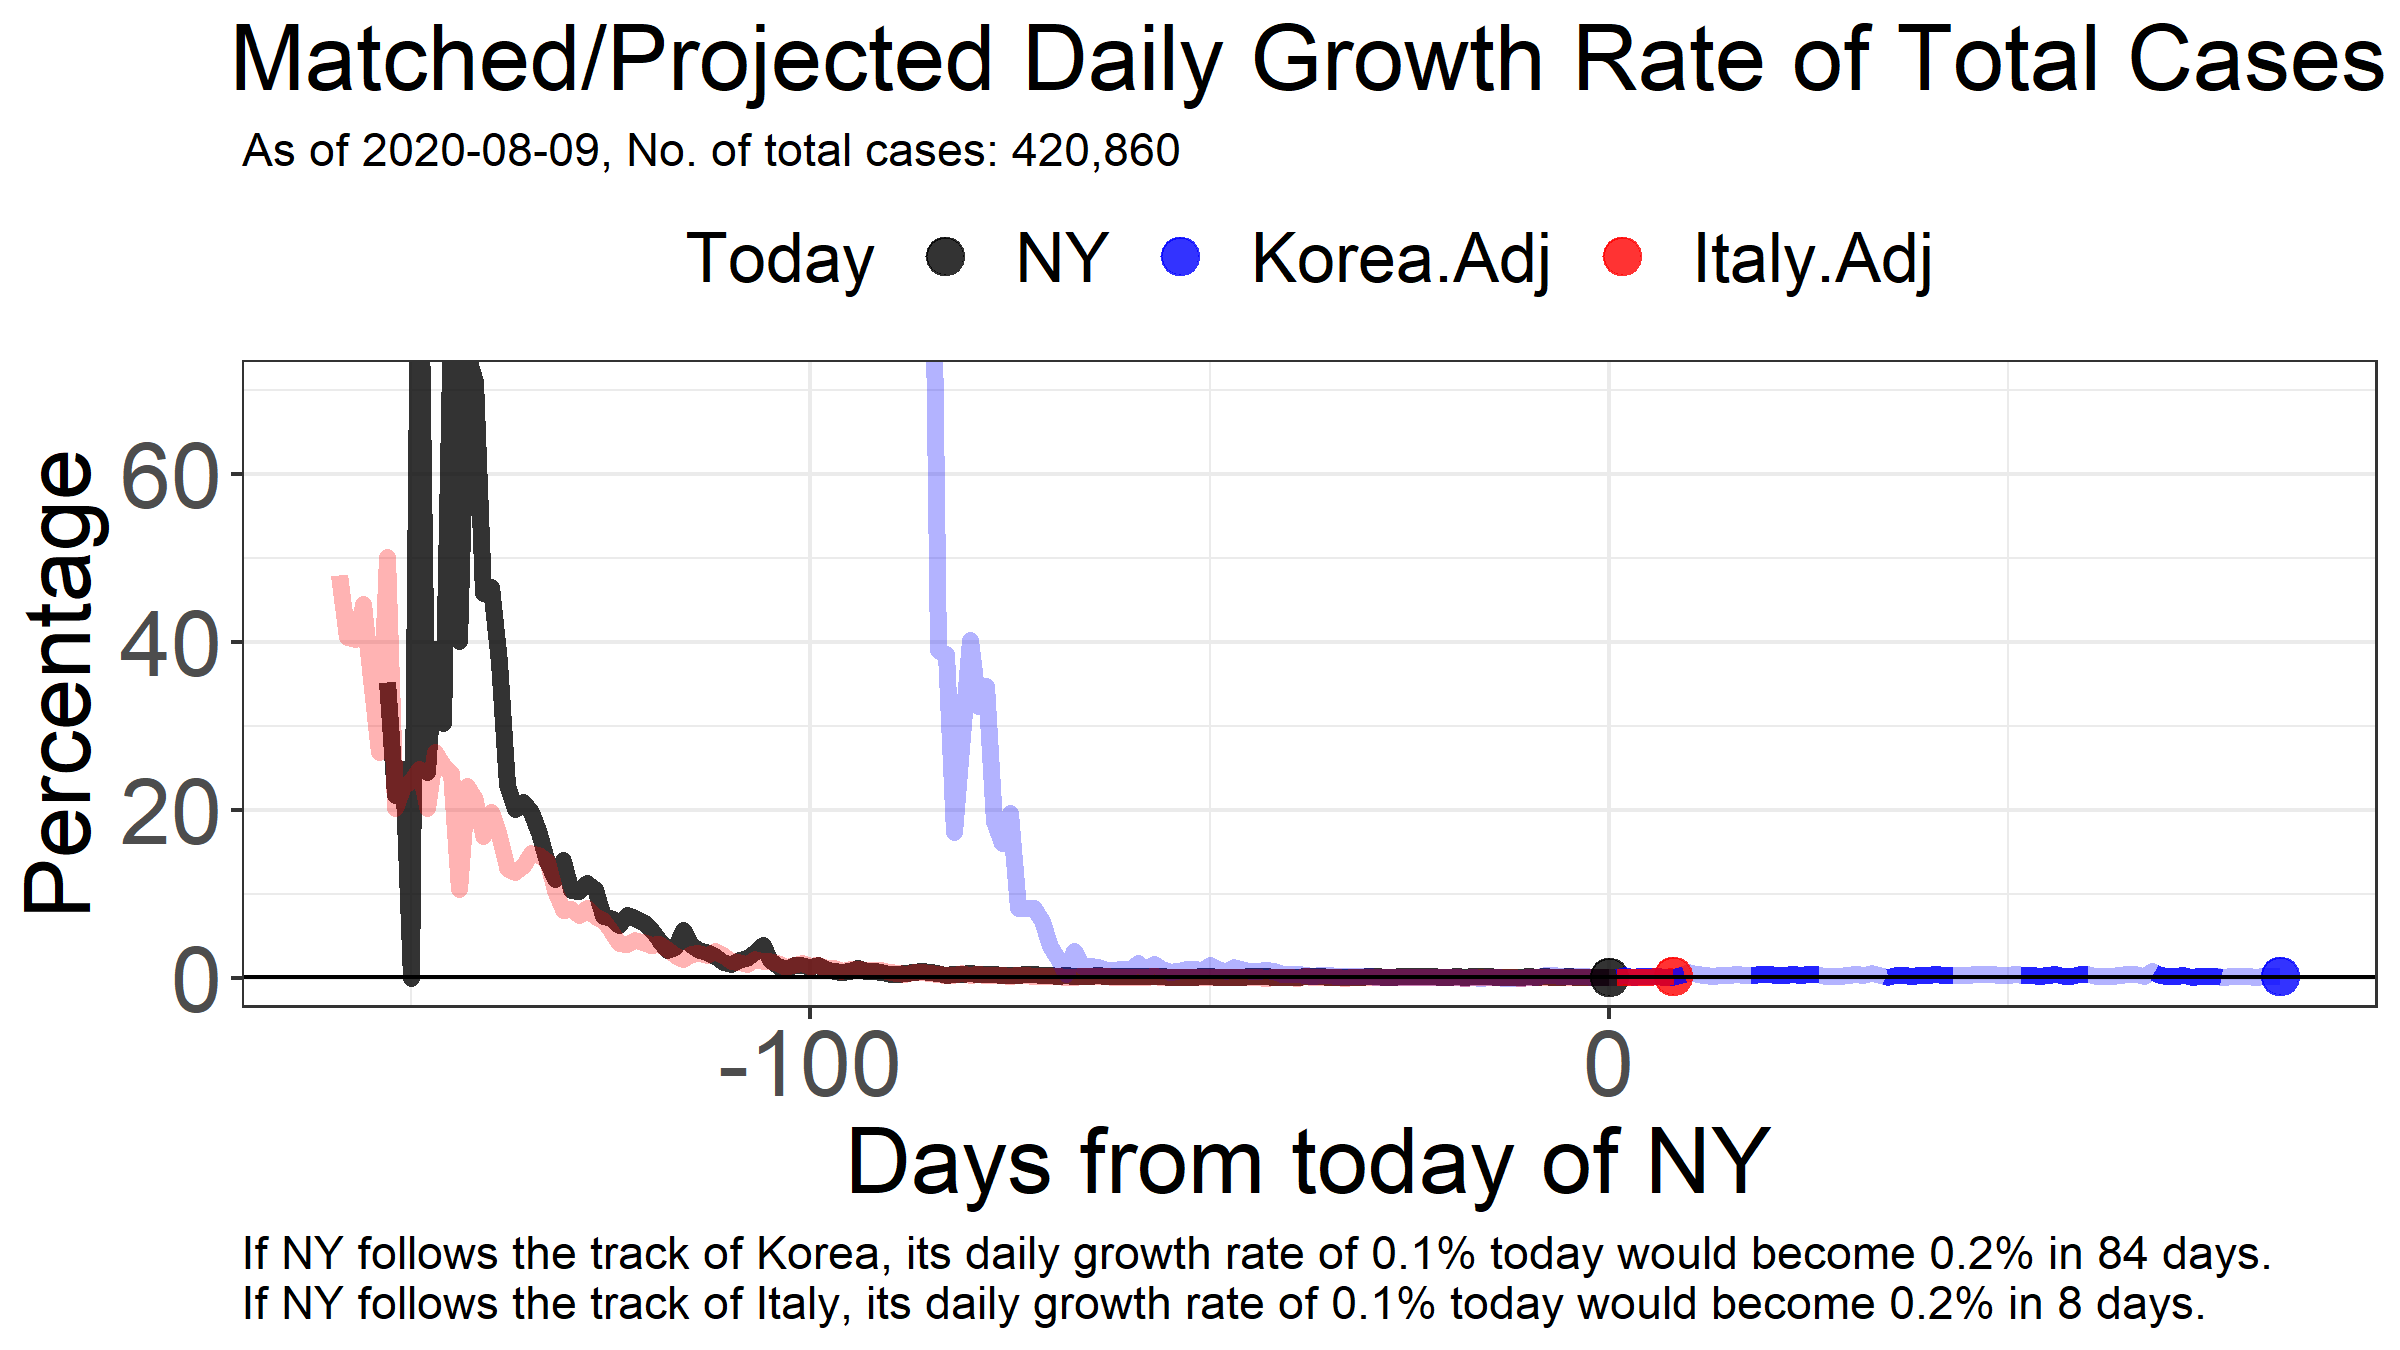 Matched/Projected Daily Growth Rate of Total Cases
As of 2020-08-09, No. of total cases: 420,860
Today NY Korea.Adj Italy.Adj
Percentage
60
40
20
0
-100 0
Days from today of NY
If NY follows the track of Korea, its daily growth rate of 0.1% today would become 0.2% in 84 days.
If NY follows the track of Italy, its daily growth rate of 0.1% today would become 0.2% in 8 days.